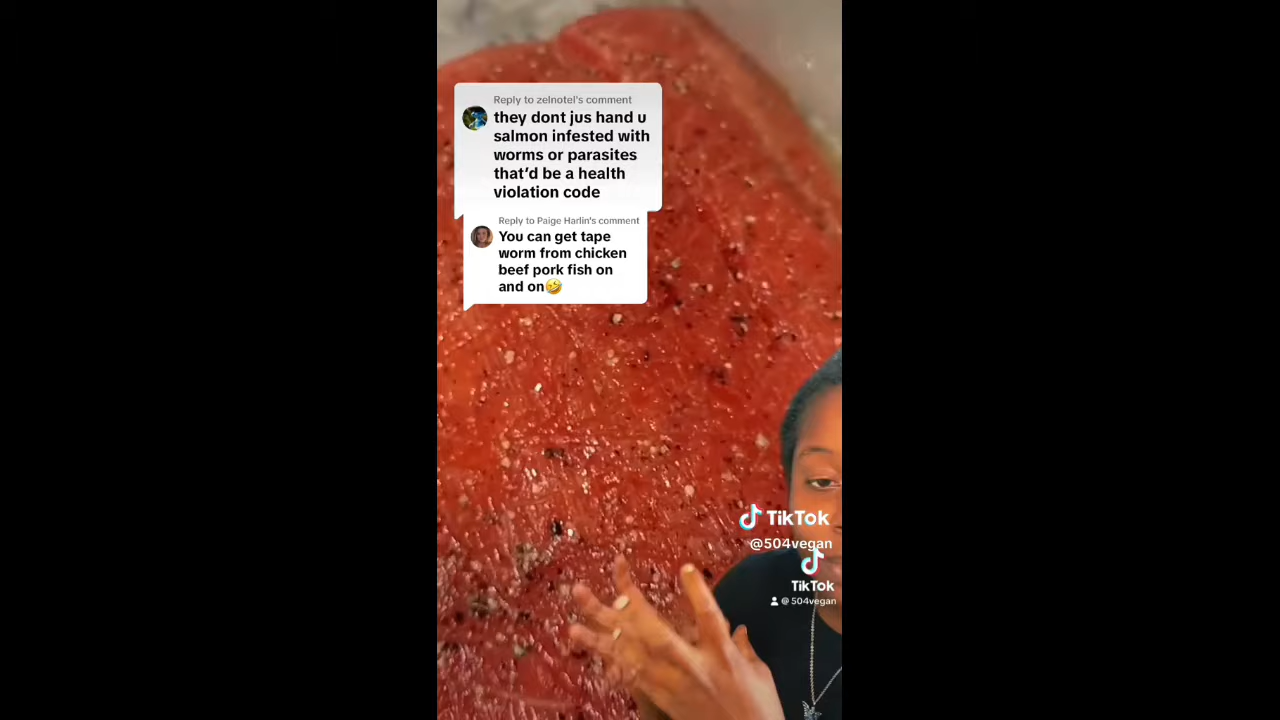 Reply to zelnotel's comment
they dont jus hand u
salmon infested with
worms or parasites
that'd be a health
violation code
Reply to Paige Harlin's comment
You can get tape
worm from chicken
beef pork fish on
and on🤣
TikTok
@504vegan
TikTok
@504vegan